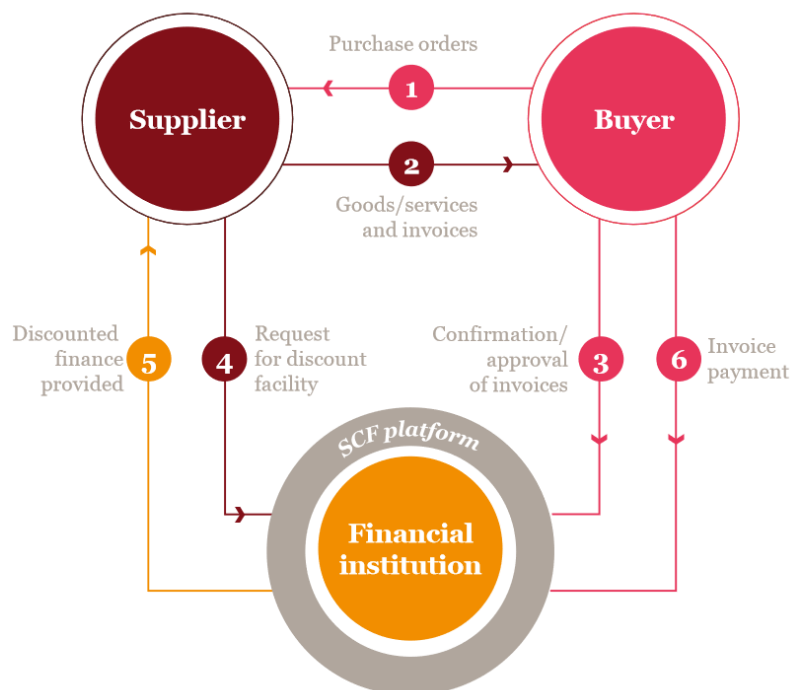 Purchase orders
1
Supplier
Buyer
2
Goods/services
and invoices
Discounted
finance
provided
5
4
Request
for discount
facility
Confirmation/
approval
of invoices
3
6
Invoice
payment
SCF platform
Financial
institution